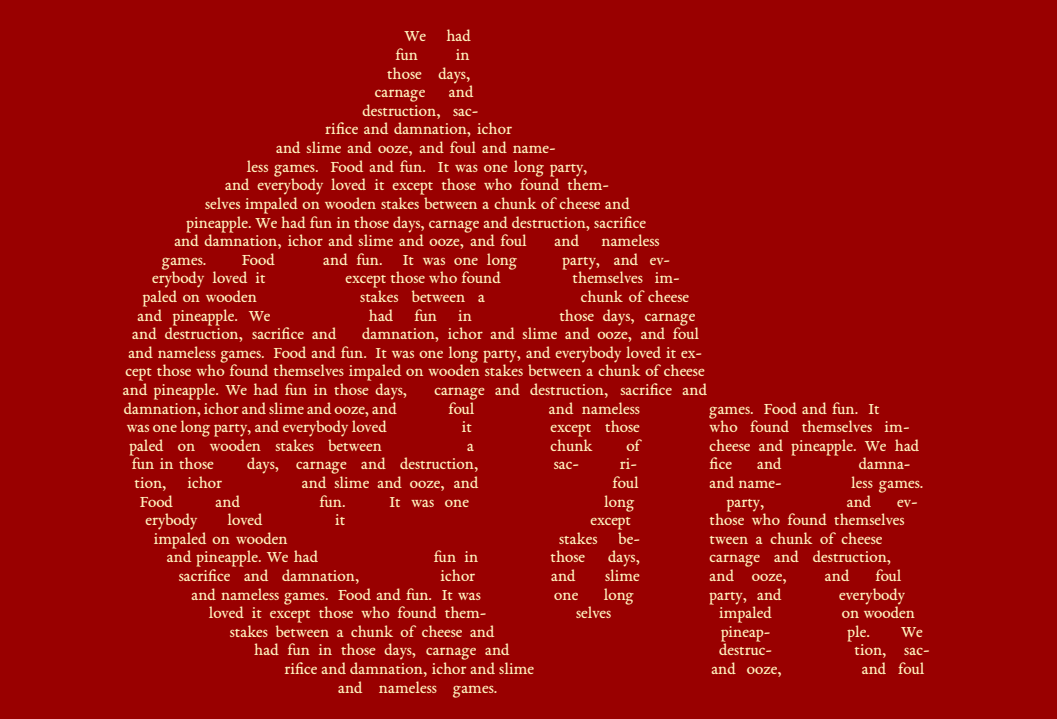 We had
fun in
those days,
carnage and
destruction, sac-
rifice and damnation, ichor
and slime and ooze, and foul and name-
less games. Food and fun. It was one long party,
and everybody loved it except those who found them-
selves impaled on wooden stakes between a chunk of cheese and
pineapple. We had fun in those days, carnage and destruction, sacrifice
and damnation, ichor and slime and ooze, and foul and nameless
games. Food and fun. It was one long party, and ev-
erybody loved it except those who found themselves im-
paled on wooden stakes between a chunk of cheese
and pineapple. We had fun in those days, carnage
and destruction, sacrifice and damnation, ichor and slime and ooze, and foul
and nameless games. Food and fun. It was one long party, and everybody loved it ex-
cept those who found themselves impaled on wooden stakes between a chunk of cheese
and pineapple. We had fun in those days, carnage and destruction, sacrifice and
damnation, ichor and slime and ooze, and foul and nameless games. Food and fun. It
was one long party, and everybody loved it except those who found themselves im-
paled on wooden stakes between a chunk of cheese and pineapple. We had
fun in those days, carnage and destruction, sac- ri- fice and damna-
tion, ichor and slime and ooze, and foul and name- less games.
Food and fun. It was one long party, and ev-
erybody loved it except those who found themselves
impaled on wooden stakes be- tween a chunk of cheese
and pineapple. We had fun in those days, carnage and destruction,
sacrifice and damnation, ichor and slime and ooze, and foul
and nameless games. Food and fun. It was one long party, and everybody
loved it except those who found them- selves impaled on wooden
stakes between a chunk of cheese and pineap- ple. We
had fun in those days, carnage and destruc- tion, sac-
rifice and damnation, ichor and slime and ooze, and foul
and nameless games.